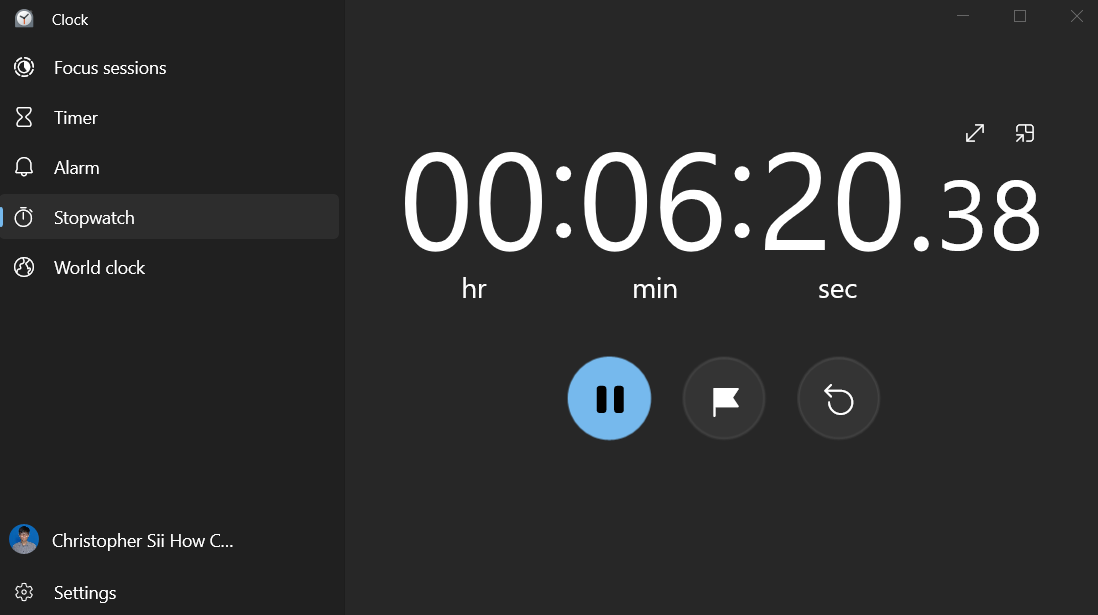 Clock
Focus sessions
Timer
Alarm
Stopwatch
World clock
Christopher Sii How C...
Settings
00:06:20.38
hr min sec